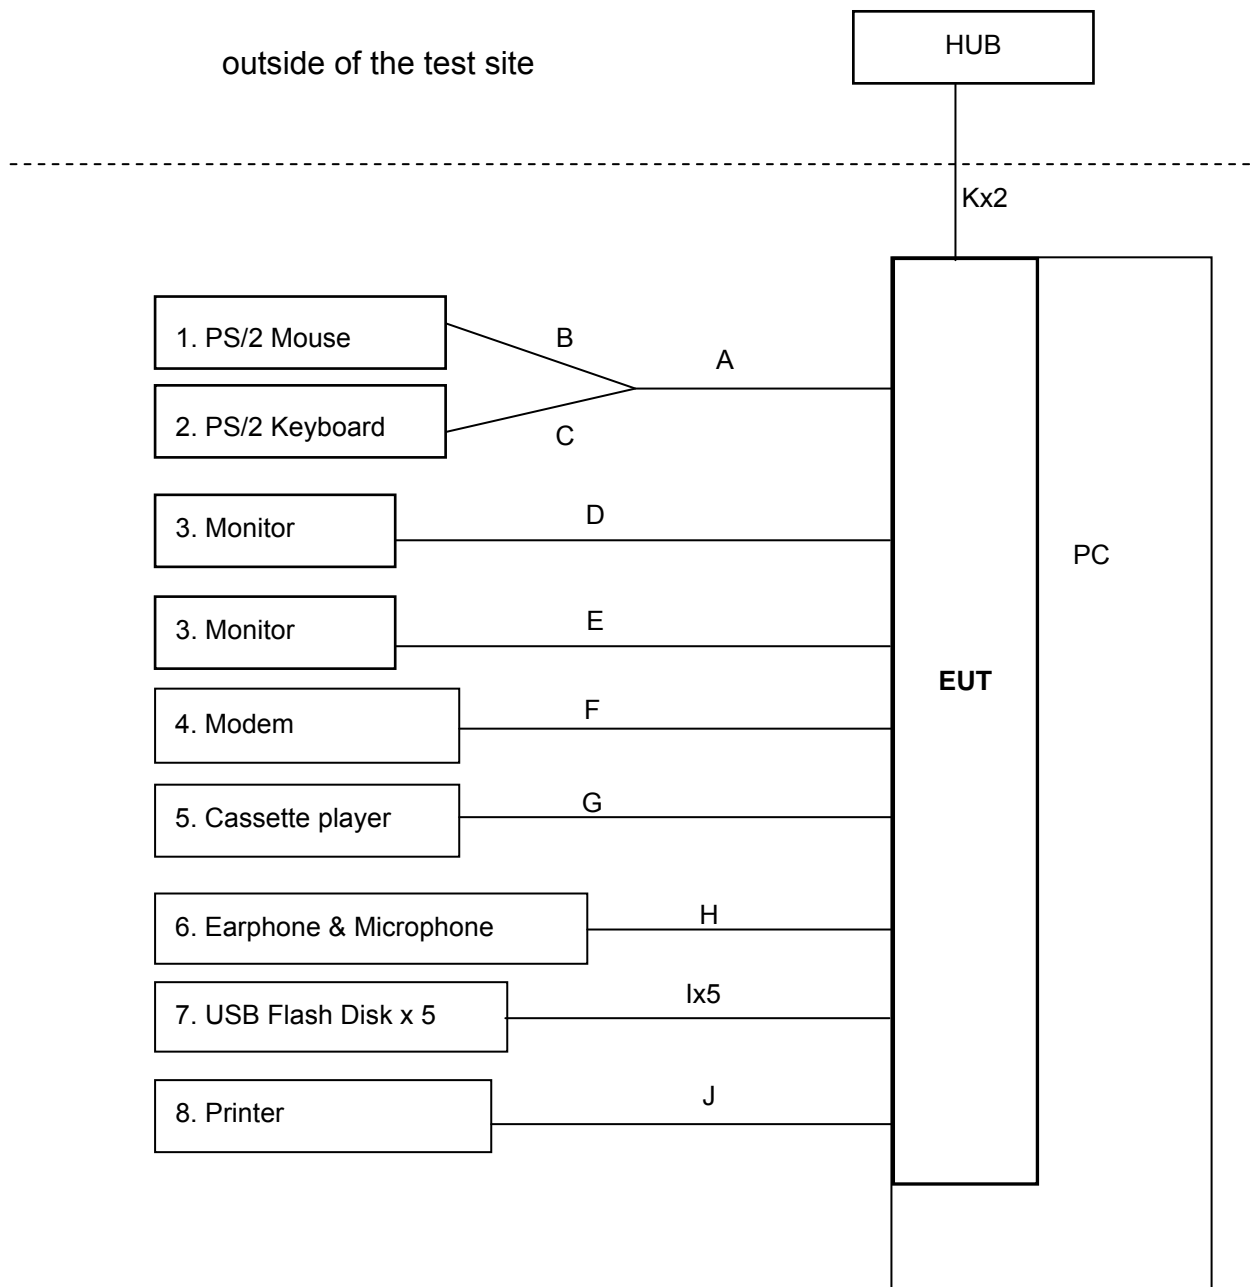 HUB
outside of the test site
Kx2
1. PS/2 Mouse
B
A
2. PS/2 Keyboard
C
3. Monitor
D
PC
3. Monitor
E
EUT
4. Modem
F
5. Cassette player
G
6. Earphone & Microphone
H
7. USB Flash Disk x 5
Ix5
8. Printer
J